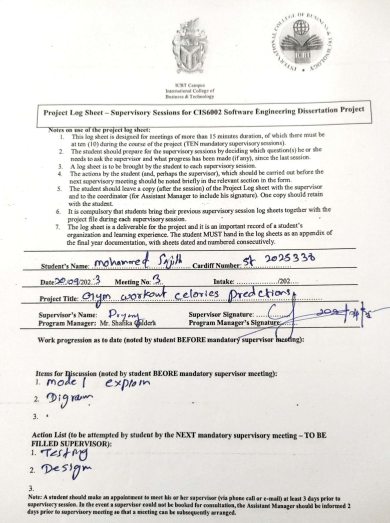 INTERNATIONAL COLLEGE OF BUSINESS & TECHNOLOGY
ICBT Campus
International College of
Business & Technology
Project Log Sheet – Supervisory Sessions for CIS6002 Software Engineering Dissertation Project
Notes on use of the project log sheet:
1. This log sheet is designed for meetings of more than 15 minutes duration, of which there must be
at ten (10) during the course of the project (TEN mandatory supervisory sessions).
2. The student should prepare for the supervisory sessions by deciding which question(s) he or she
needs to ask the supervisor and what progress has been made (if any), since the last session.
3. A log sheet is to be brought by the student to each supervisory session.
4. The actions by the student (and, perhaps the supervisor), which should be carried out before the
next supervisory meeting should be noted briefly in the relevant section in the form.
5. The student should leave a copy (after the session) of the Project Log sheet with the supervisor
and to the coordinator (for Assistant Manager to include his signature). One copy should retain
with the student.
6. It is compulsory that students bring their previous supervisory session log sheets together with the
project file during each supervisory session.
7. The log sheet is a deliverable for the project and it is an important record of a student's
organization and learning experience. The student MUST hand in the log sheets as an appendix of
the final year documentation, with sheets dated and numbered consecutively.
Student's Name: mohammed Sajith Cardiff Number: St 2025338
Date: 20.09/202.3 Meeting No: 3 Intake: ............/202....
Project Title: Gym workout celories predctions
Supervisor's Name: Supervisor Signature:
Program Manager: Mr. Program Manager's Signature
Work progression as to date (noted by student BEFORE mandatory supervisor meeting):
Items for Discussion (noted by student BEORE mandatory supervisor meeting):
1. model
2. Digram
3.
Action List (to be attempted by student by the NEXT mandatory supervisory meeting – TO BE
FILLED SUPERVISOR):
1. Testing
2. Design
3.
Note: A student should make an appointment to meet his or her supervisor (via phone call or e-mail) at least 3 days prior to
supervisory session. In the event a supervisor could not be booked for consultation, the Assistant Manager should be informed 2
days prior to supervisory meeting so that a meeting can be subsequently arranged.